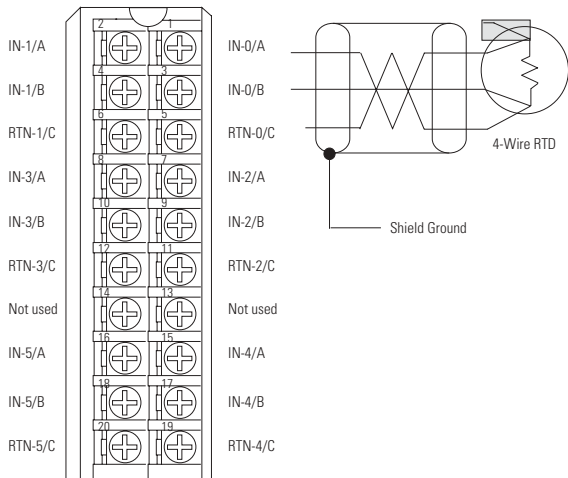 2 1
IN-1/A IN-0/A
4 3
IN-1/B IN-0/B
6 5
RTN-1/C RTN-0/C
4-Wire RTD
8 7
IN-3/A IN-2/A
10 9
IN-3/B IN-2/B
Shield Ground
12 11
RTN-3/C RTN-2/C
14 13
Not used Not used
16 15
IN-5/A IN-4/A
18 17
IN-5/B IN-4/B
20 19
RTN-5/C RTN-4/C